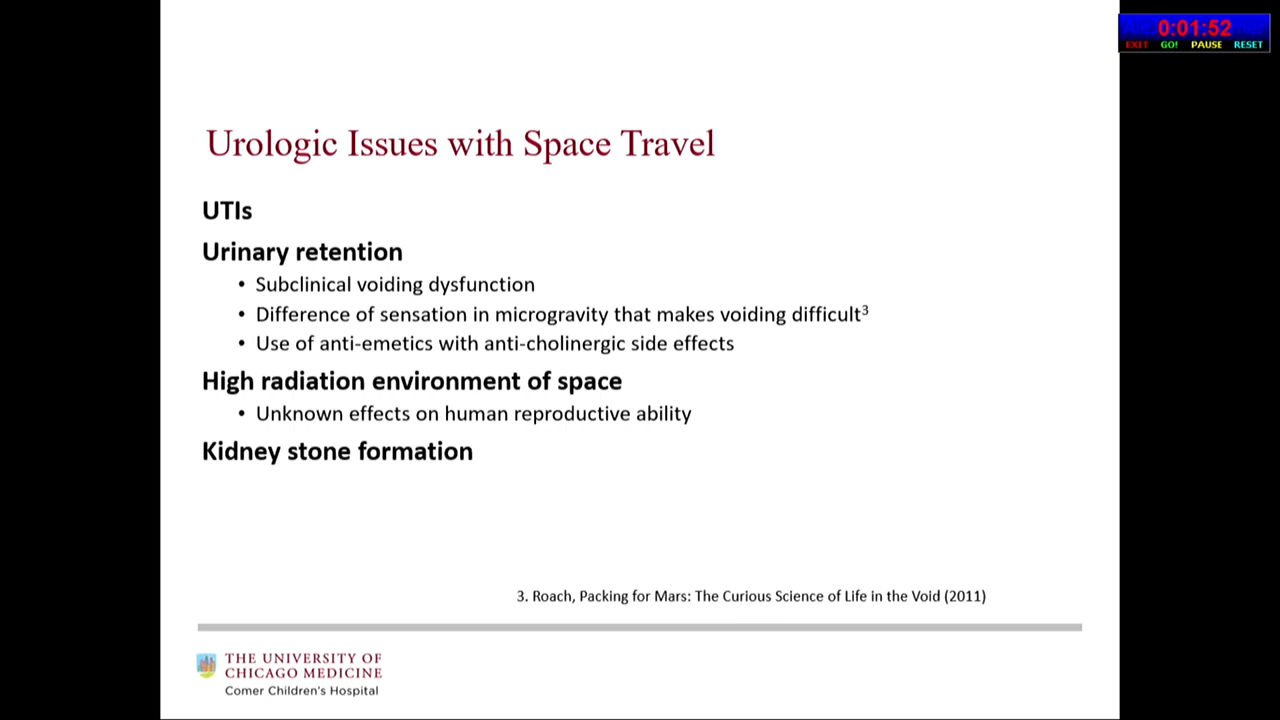 0:01:52
EXIT GO! PAUSE RESET
Urologic Issues with Space Travel
UTIs
Urinary retention
• Subclinical voiding dysfunction
• Difference of sensation in microgravity that makes voiding difficult³
• Use of anti-emetics with anti-cholinergic side effects
High radiation environment of space
• Unknown effects on human reproductive ability
Kidney stone formation
3. Roach, Packing for Mars: The Curious Science of Life in the Void (2011)
THE UNIVERSITY OF
CHICAGO MEDICINE
Comer Children's Hospital